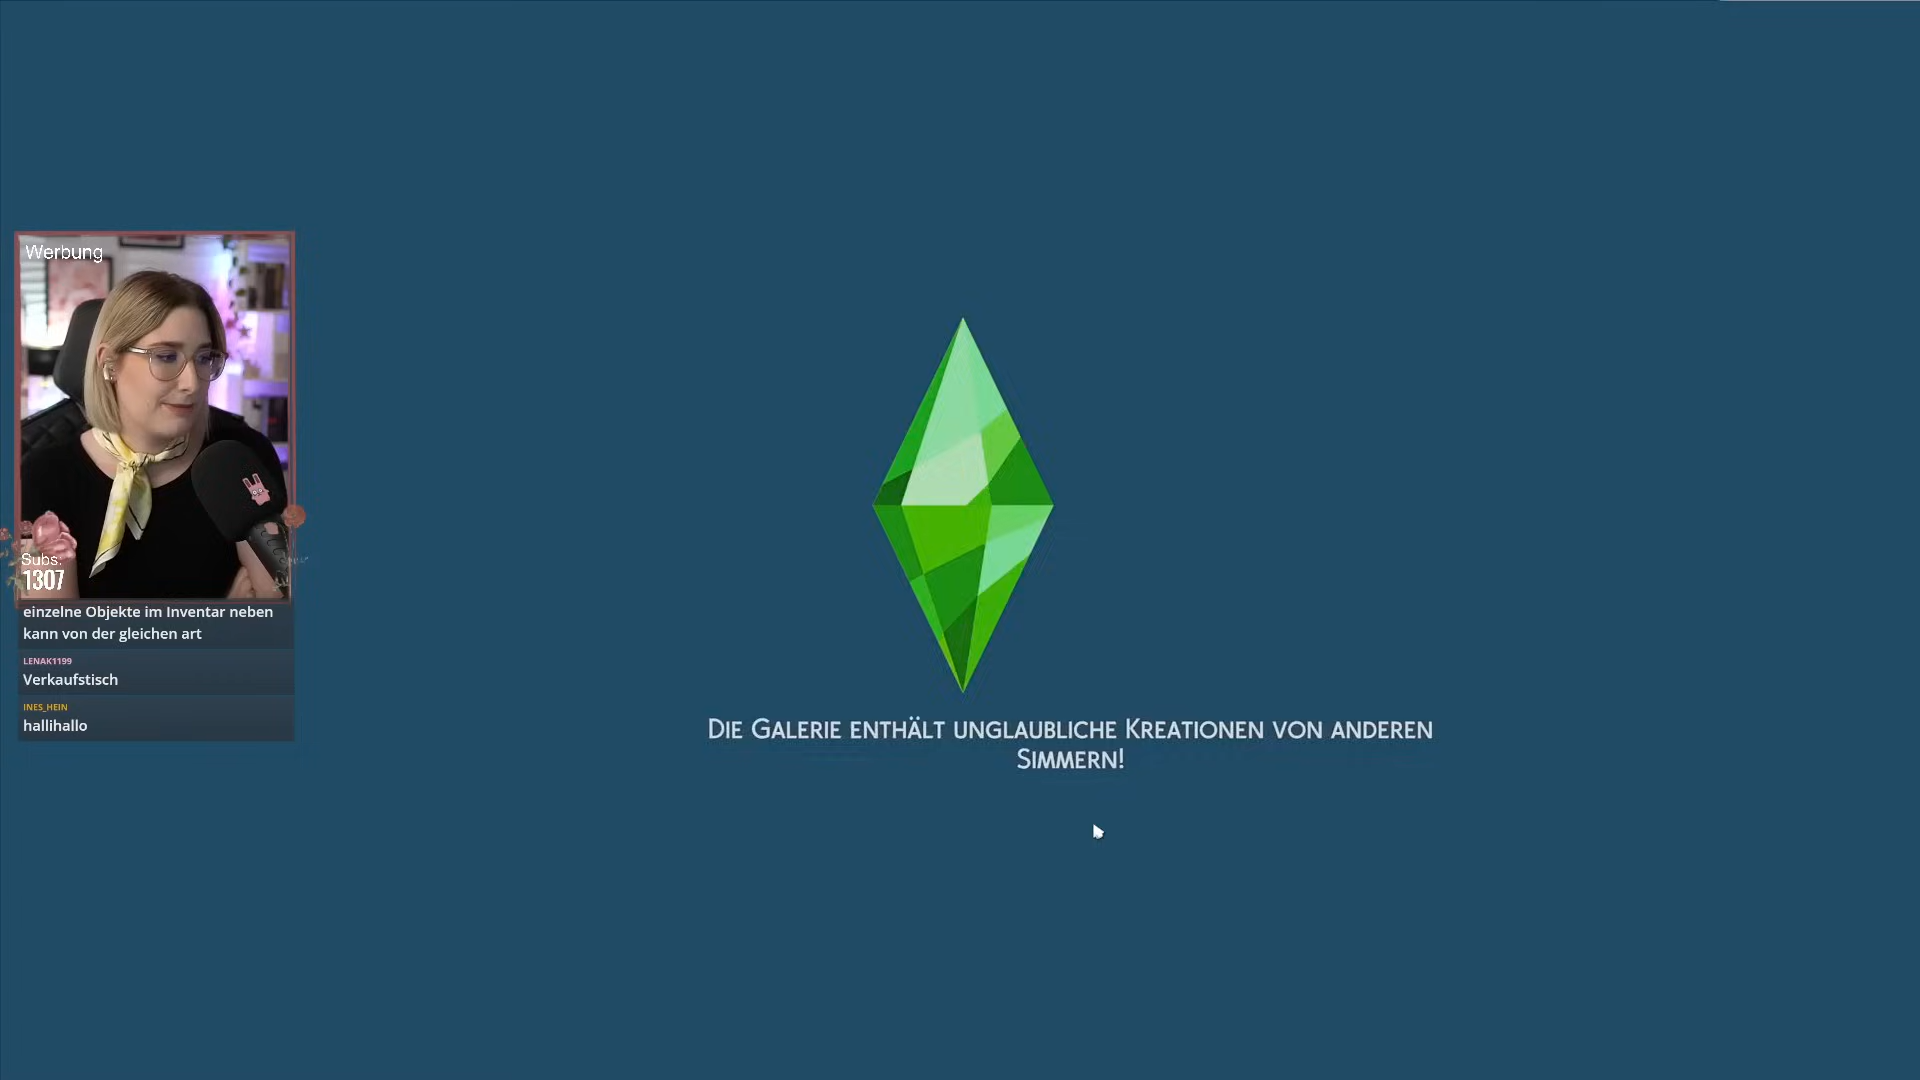 Werbung
Subs:
1307
einzelne Objekte im Inventar neben
kann von der gleichen art
LENAK1199
Verkaufstisch
INES_HEIN
hallihallo
DIE GALERIE ENTHÄLT UNGLAUBLICHE KREATIONEN VON ANDEREN
SIMMERN!